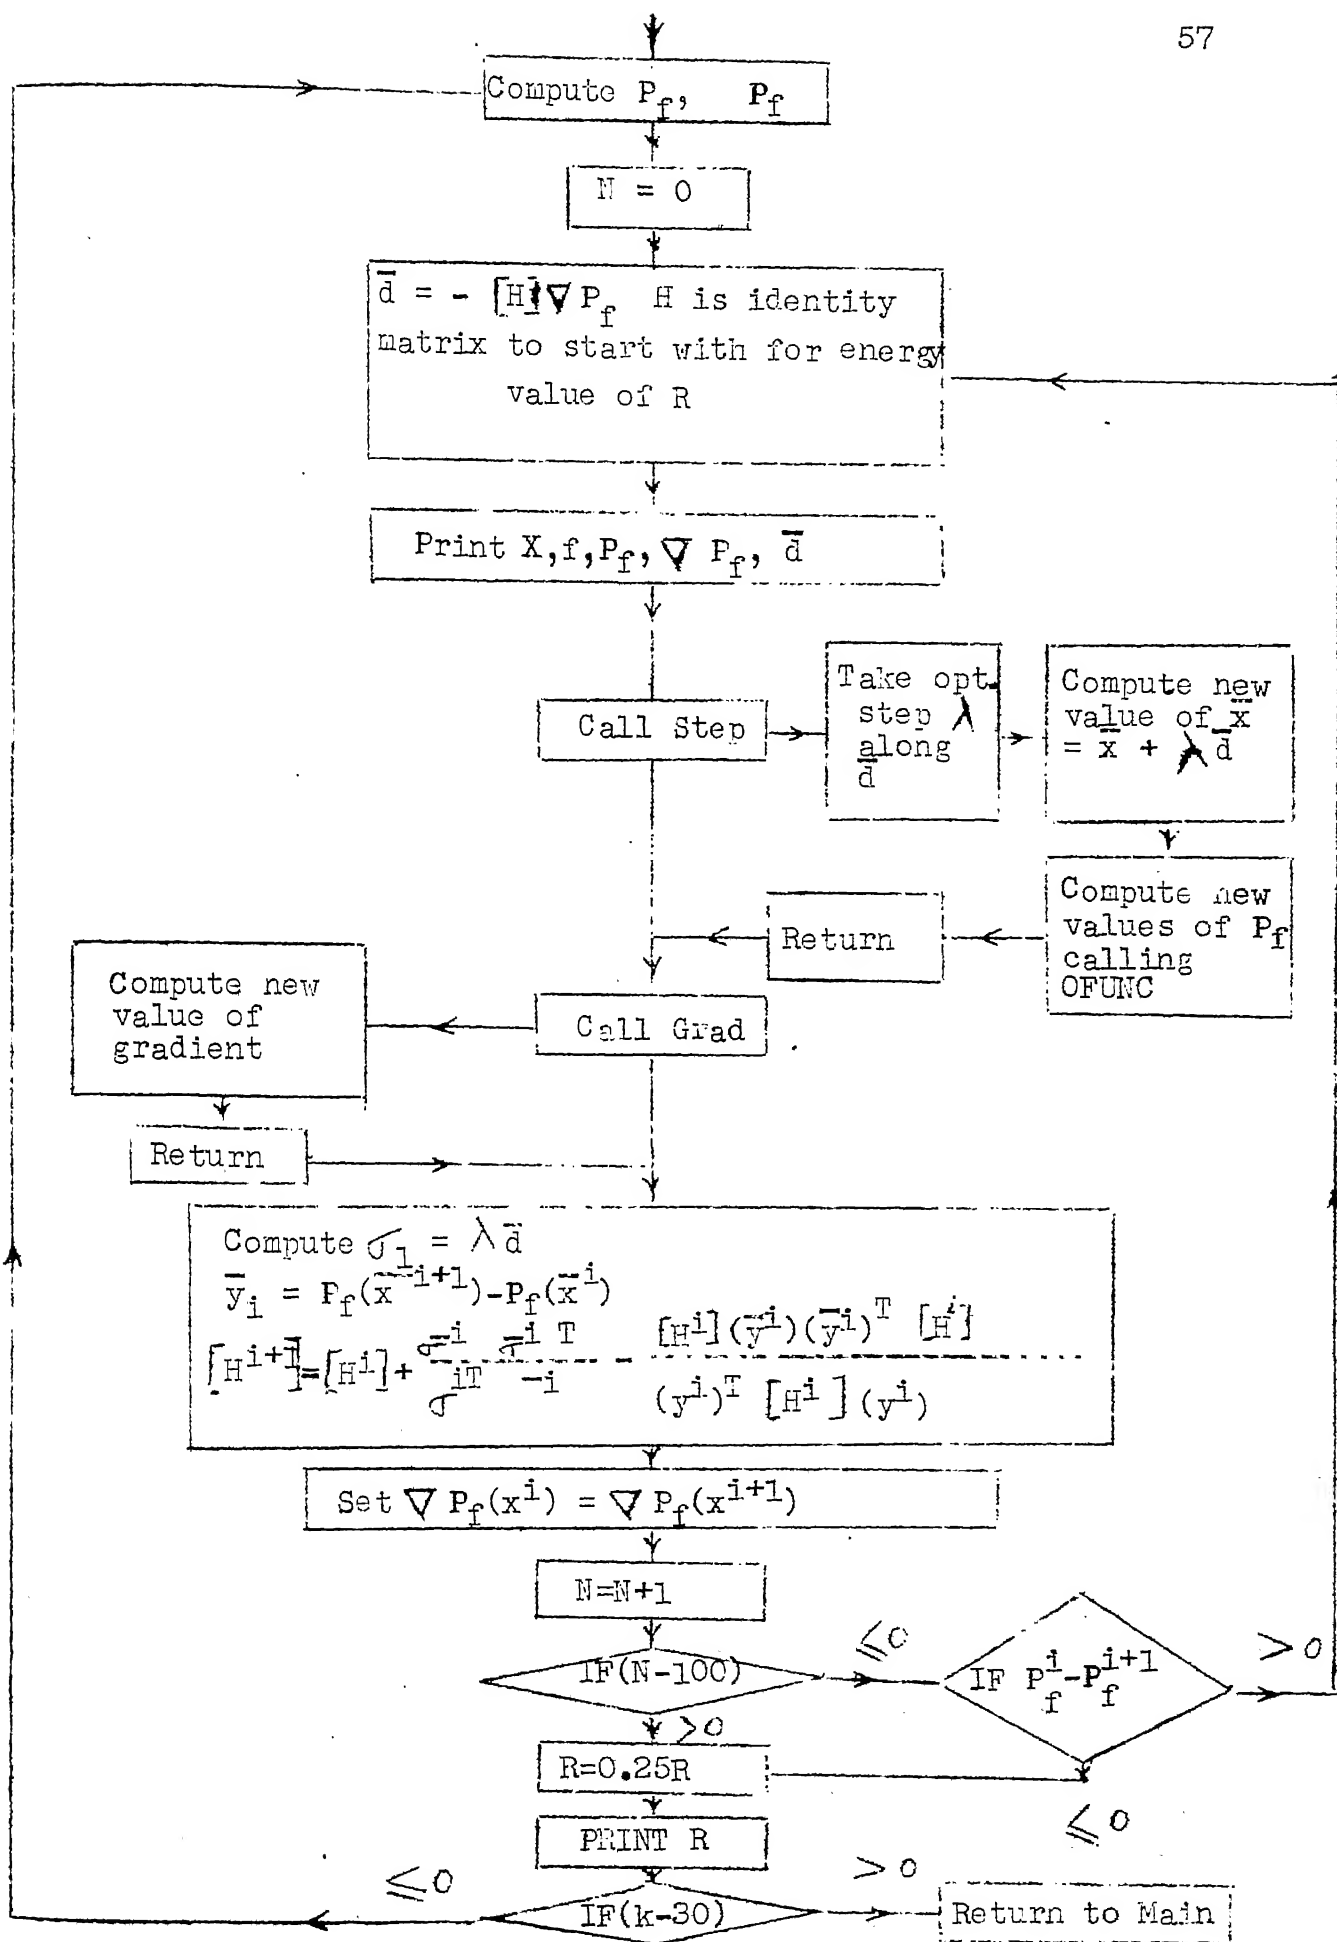 57
Compute P_f, P_f
N = 0
d̄ = - [H] ∇ P_f H is identity
matrix to start with for energy
value of R
Print X,f,P_f, ∇ P_f, d̄
Call Step
Take opt.
step λ
along
d̄
Compute new
value of x̄
= x̄ + λ d̄
Compute new
values of P_f
calling
OFUNC
Return
Call Grad
Compute new
value of
gradient
Return
Compute σ_1 = λ d̄
ȳ_i = P_f(x̄^{i+1})-P_f(x̄^i)
[H^{i+1}]=[H^i]+ σ̄^i σ̄^{i T} / σ^{iT} -i - [H^i](ȳ^i)(ȳ^i)^T [H^i] / (y^i)^T [H^i] (y^i)
Set ∇ P_f(x^i) = ∇ P_f(x^{i+1})
N=N+1
IF(N-100)
≤0
IF P_f^i-P_f^{i+1}
>0
>0
R=0.25R
≤0
PRINT R
≤0
IF(k-30)
>0
Return to Main